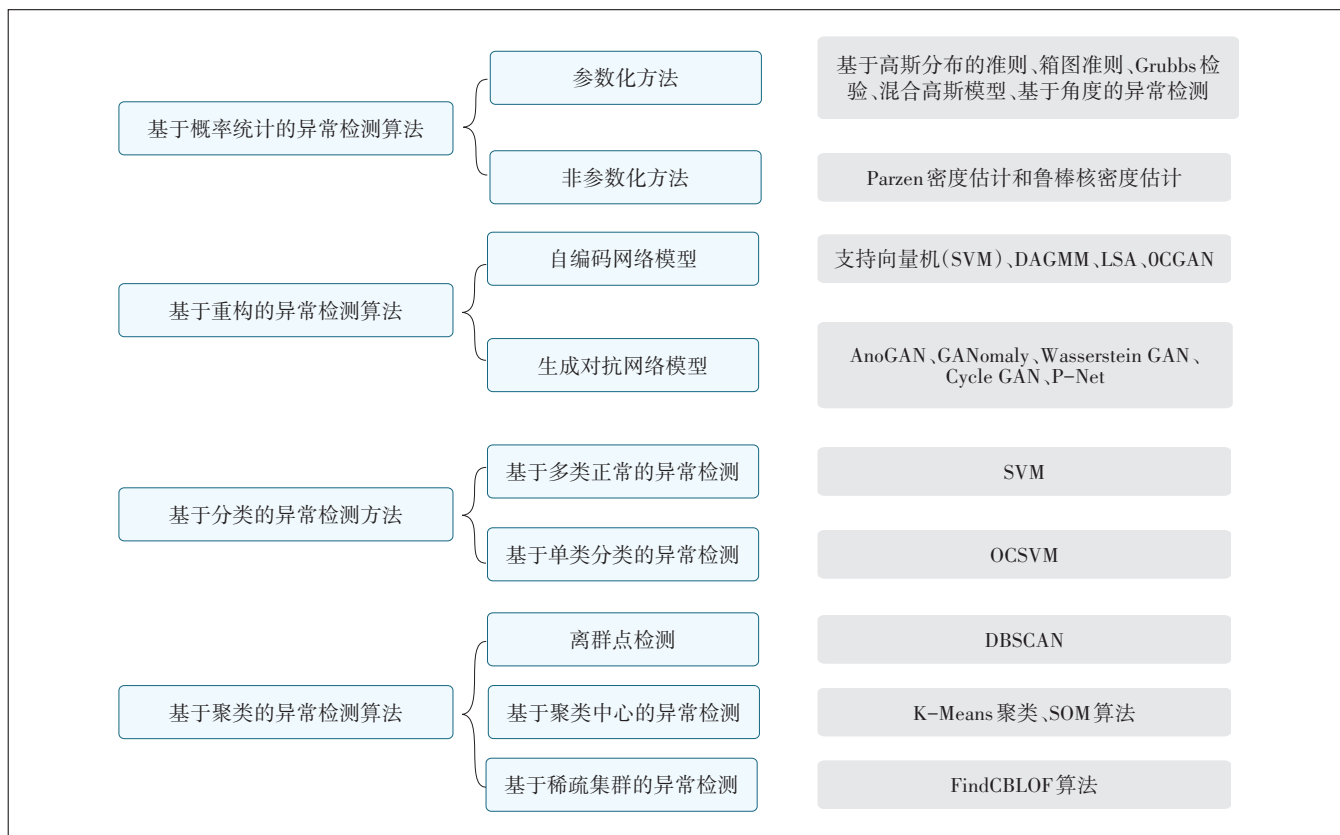 基于概率统计的异常检测算法
参数化方法
基于高斯分布的准则、箱图准则、Grubbs检
验、混合高斯模型、基于角度的异常检测
非参数化方法
Parzen密度估计和鲁棒核密度估计
基于重构的异常检测算法
自编码网络模型
支持向量机(SVM)、DAGMM、LSA、OCGAN
生成对抗网络模型
AnoGAN、GANomaly、Wasserstein GAN、
Cycle GAN、P-Net
基于分类的异常检测方法
基于多类正常的异常检测
SVM
基于单类分类的异常检测
OCSVM
基于聚类的异常检测算法
离群点检测
DBSCAN
基于聚类中心的异常检测
K-Means聚类、SOM算法
基于稀疏集群的异常检测
FindCBLOF算法